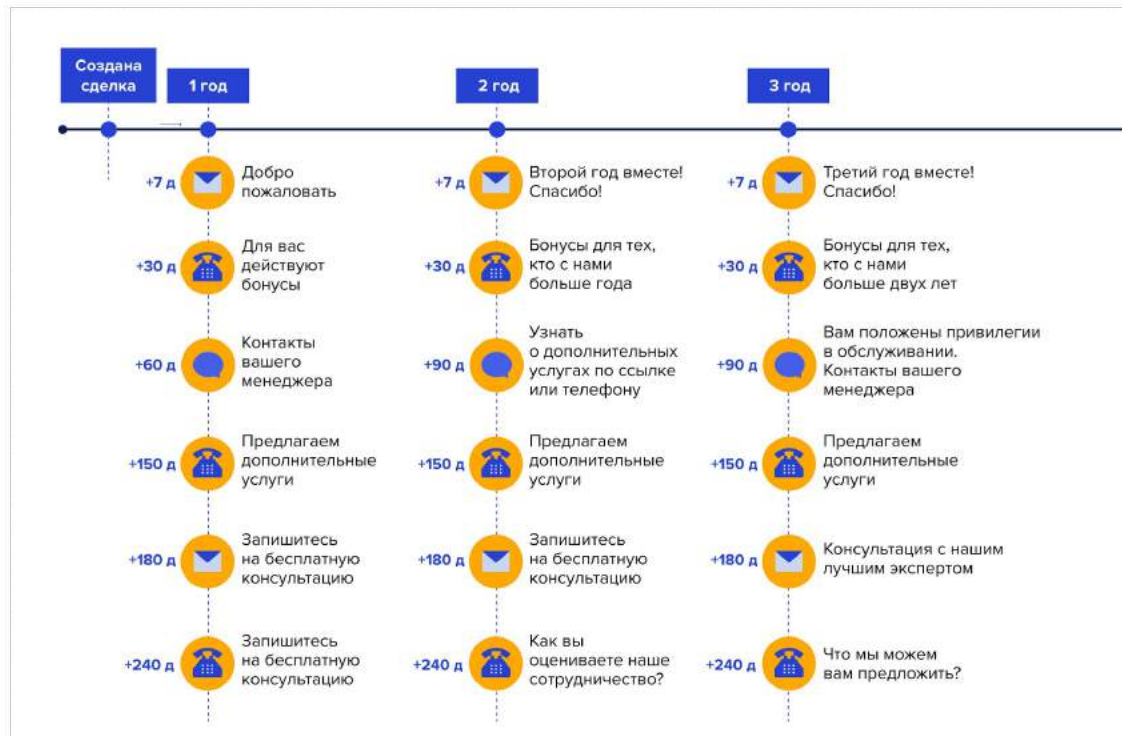 Создана
сделка
1 год
2 год
3 год
+7 д
Добро
пожаловать
+30 д
Для вас
действуют
бонусы
+60 д
Контакты
вашего
менеджера
+150 д
Предлагаем
дополнительные
услуги
+180 д
Запишитесь
на бесплатную
консультацию
+240 д
Запишитесь
на бесплатную
консультацию
+7 д
Второй год вместе!
Спасибо!
+30 д
Бонусы для тех,
кто с нами
больше года
+90 д
Узнать
о дополнительных
услугах по ссылке
или телефону
+150 д
Предлагаем
дополнительные
услуги
+180 д
Запишитесь
на бесплатную
консультацию
+240 д
Как вы
оцениваете наше
сотрудничество?
+7 д
Третий год вместе!
Спасибо!
+30 д
Бонусы для тех,
кто с нами
больше двух лет
+90 д
Вам положены привилегии
в обслуживании.
Контакты вашего
менеджера
+150 д
Предлагаем
дополнительные
услуги
+180 д
Консультация с нашим
лучшим экспертом
+240 д
Что мы можем
вам предложить?